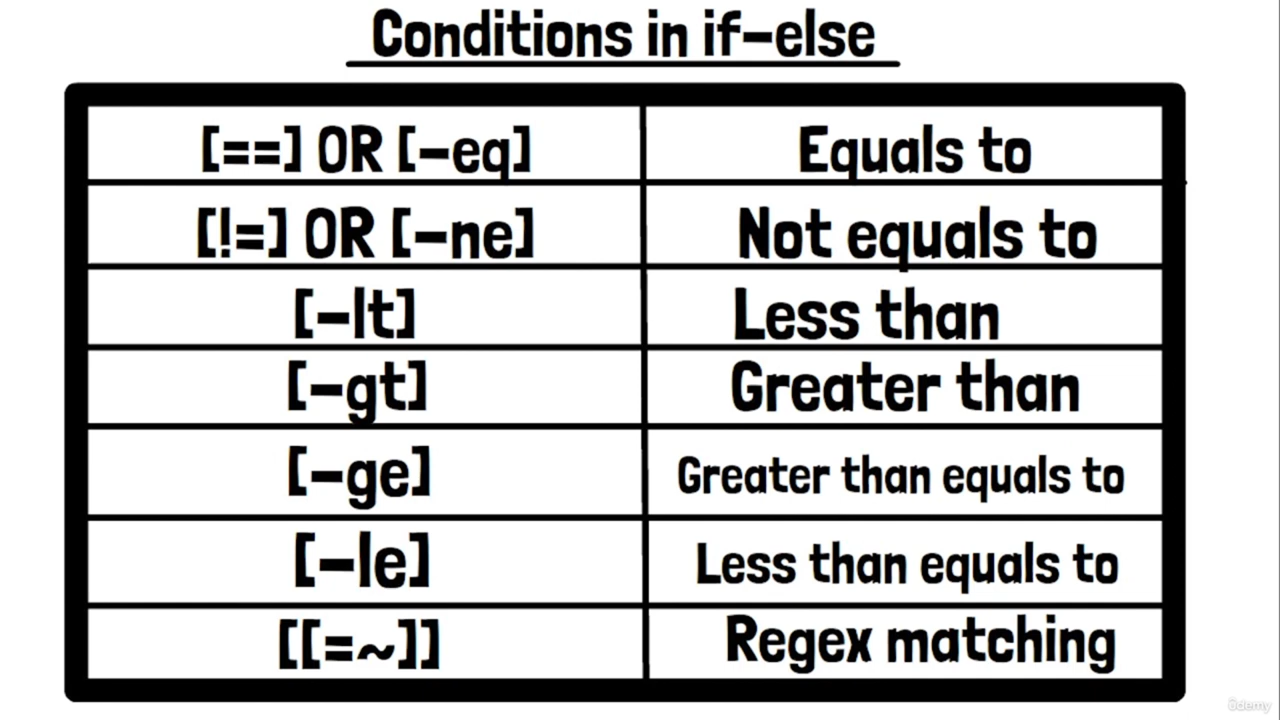 Conditions in if-else
[==] OR [-eq] Equals to
[!=] OR [-ne] Not equals to
[-lt] Less than
[-gt] Greater than
[-ge] Greater than equals to
[-le] Less than equals to
[[=~]] Regex matching
ûdemy